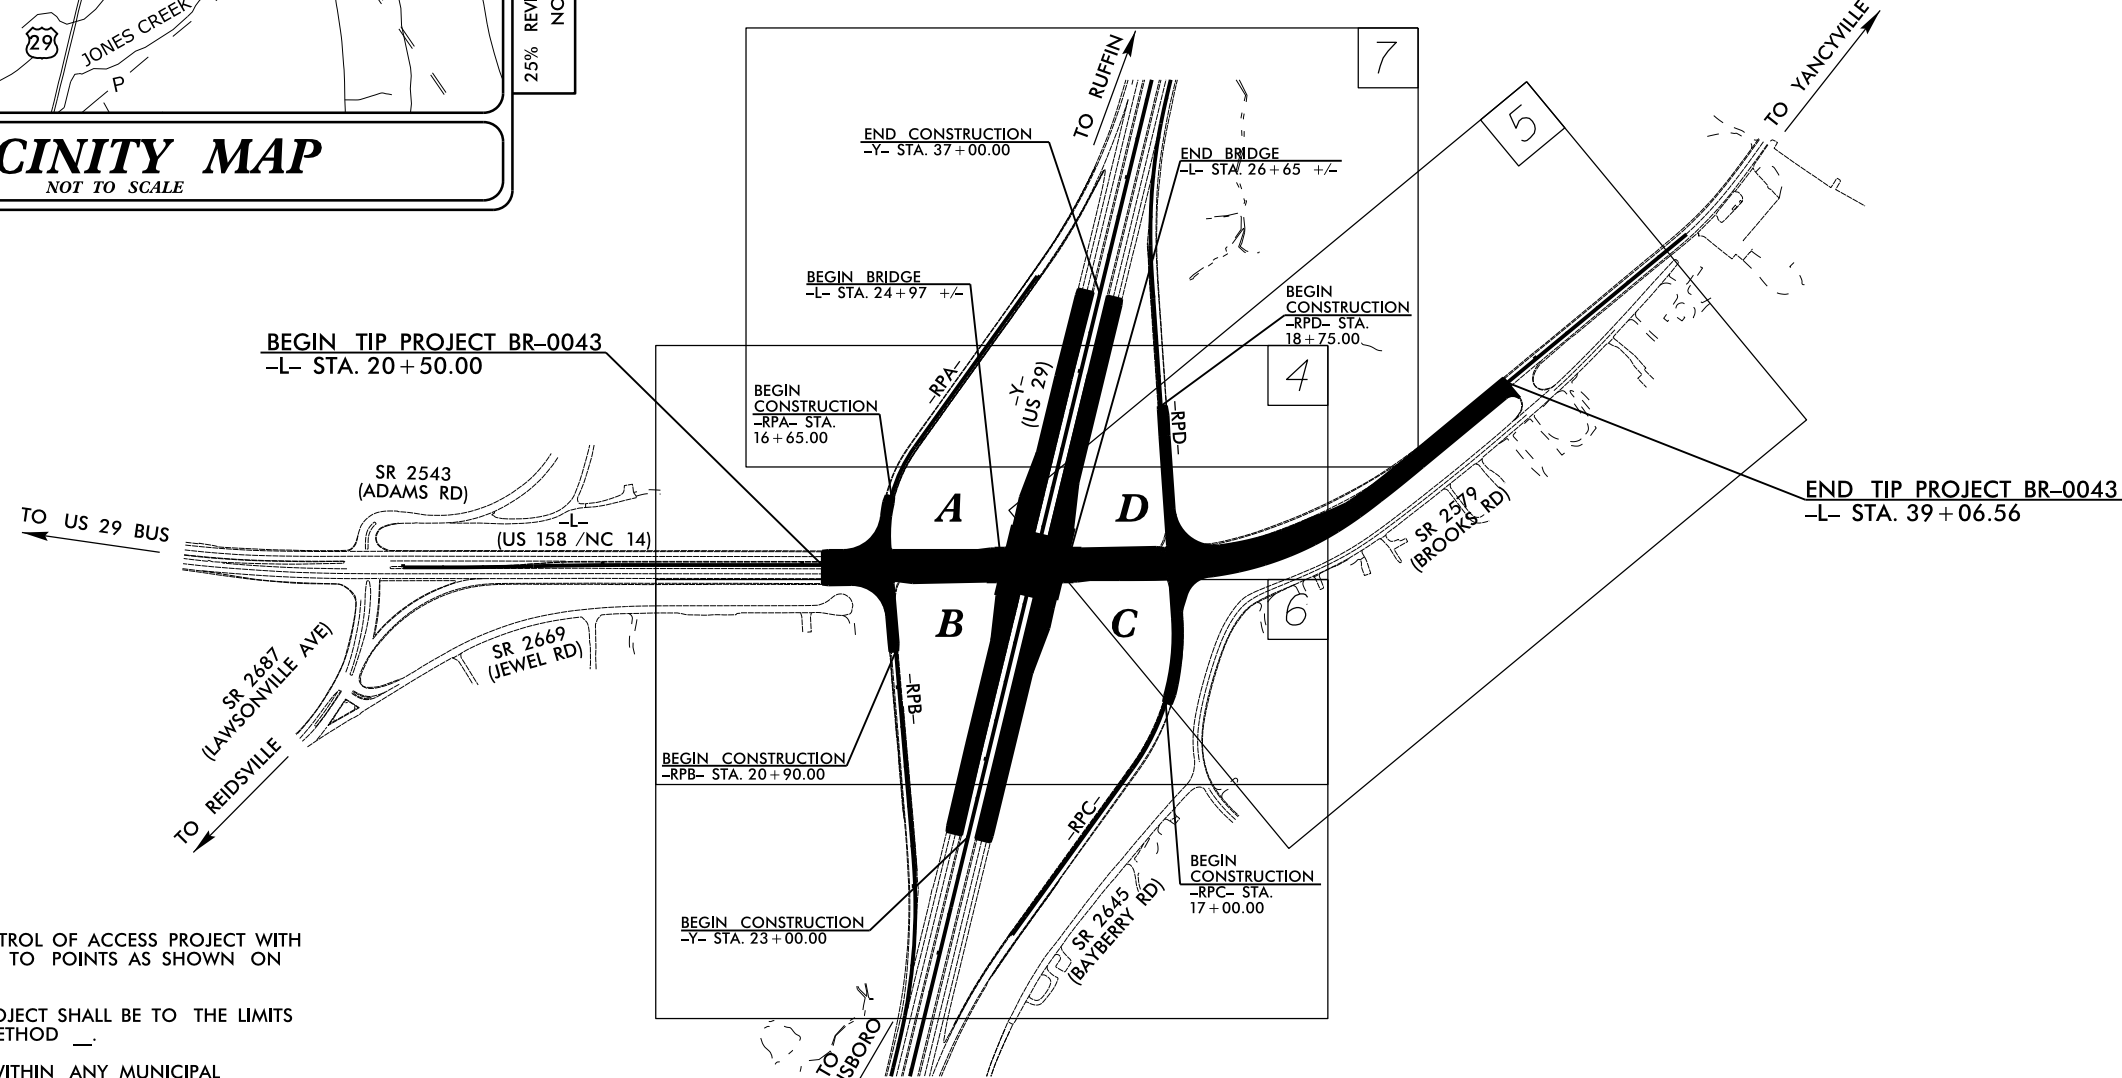 29
JONES CREEK
P
25% REV
NO
CINITY MAP
NOT TO SCALE
7
TO RUFFIN
TO YANCYVILLE
5
END CONSTRUCTION
-Y- STA. 37+00.00
END BRIDGE
-L- STA. 26+65 +/-
BEGIN BRIDGE
-L- STA. 24+97 +/-
BEGIN
CONSTRUCTION
-RPD- STA.
18+75.00
BEGIN TIP PROJECT BR-0043
-L- STA. 20+50.00
4
-RPA-
-Y-
(US 29)
BEGIN
CONSTRUCTION
-RPA- STA.
16+65.00
-RPD-
SR 2543
(ADAMS RD)
TO US 29 BUS
-L-
(US 158 /NC 14)
A
D
SR 2579
(BROOKS RD)
END TIP PROJECT BR-0043
-L- STA. 39+06.56
B
C
6
SR 2669
(JEWEL RD)
SR 2687
(LAWSONVILLE AVE)
-RPB-
TO REIDSVILLE
BEGIN CONSTRUCTION
-RPB- STA. 20+90.00
-RPC-
BEGIN
CONSTRUCTION
-RPC- STA.
17+00.00
BEGIN CONSTRUCTION
-Y- STA. 23+00.00
SR 2645
(BAYBERRY RD)
TO
SBORO
TROL OF ACCESS PROJECT WITH
TO POINTS AS SHOWN ON
OJECT SHALL BE TO THE LIMITS
ETHOD __.
WITHIN ANY MUNICIPAL